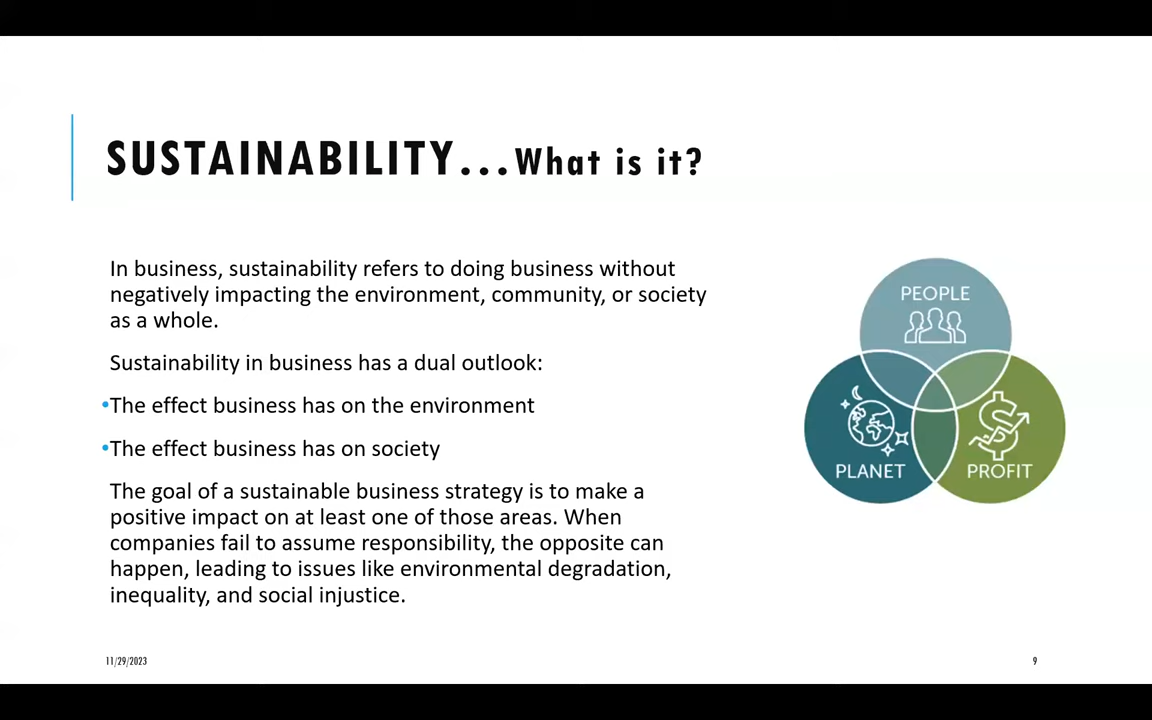 SUSTAINABILITY...What is it?
In business, sustainability refers to doing business without
negatively impacting the environment, community, or society
as a whole.
Sustainability in business has a dual outlook:
•The effect business has on the environment
•The effect business has on society
The goal of a sustainable business strategy is to make a
positive impact on at least one of those areas. When
companies fail to assume responsibility, the opposite can
happen, leading to issues like environmental degradation,
inequality, and social injustice.
PEOPLE
PLANET
PROFIT
11/29/2023
9